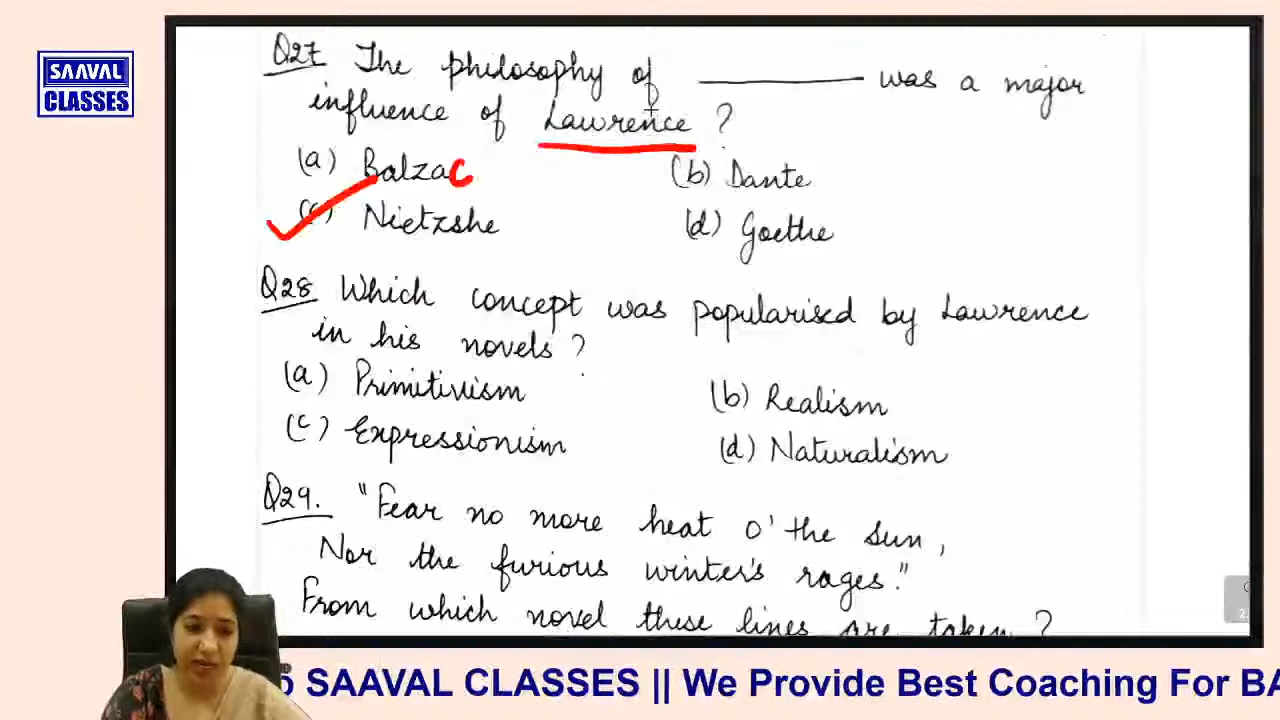 SAAVAL
CLASSES
Q27 The philosophy of ________ was a major
influence of Lawrence ?
(a) Balzac (b) Dante
(c) Nietzshe (d) Goethe
Q28 Which concept was popularised by Lawrence
in his novels ?
(a) Primitivism (b) Realism
(c) Expressionism (d) Naturalism
Q29. "Fear no more heat o' the sun,
Nor the furious winter's rages."
From which novel these lines are taken ?
SAAVAL CLASSES || We Provide Best Coaching For BA